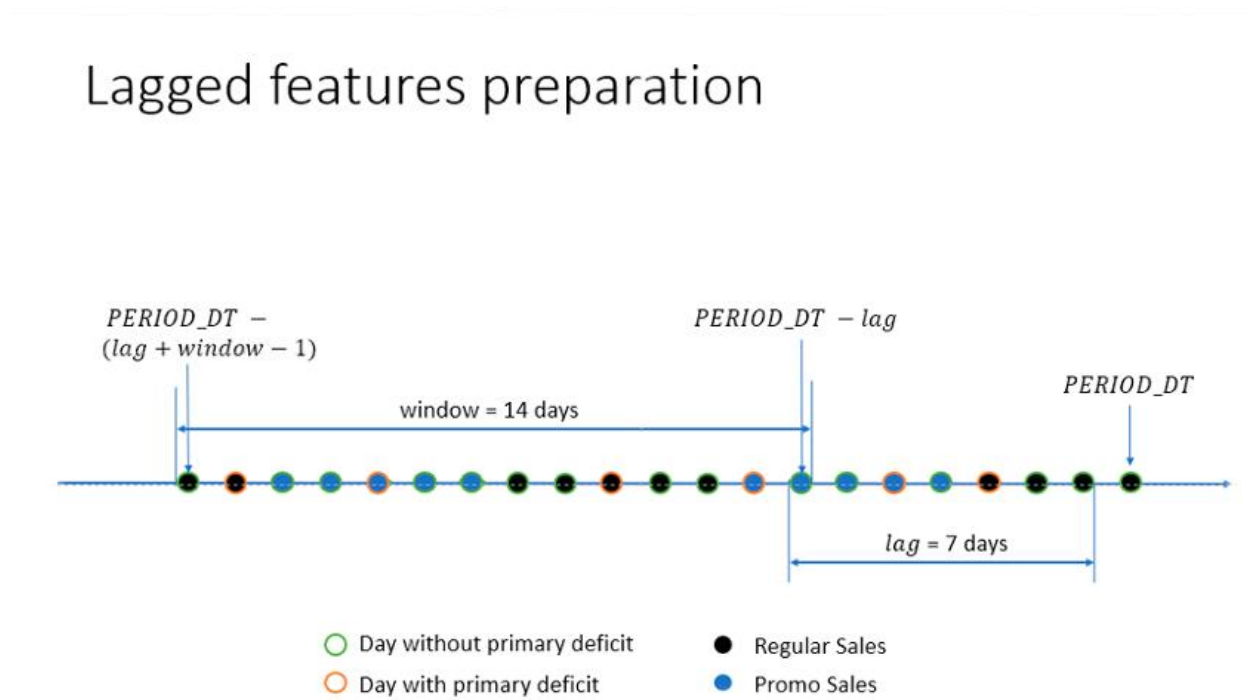 Lagged features preparation
PERIOD_DT −
(lag + window − 1)
PERIOD_DT − lag
PERIOD_DT
window = 14 days
lag = 7 days
Day without primary deficit
Regular Sales
Day with primary deficit
Promo Sales